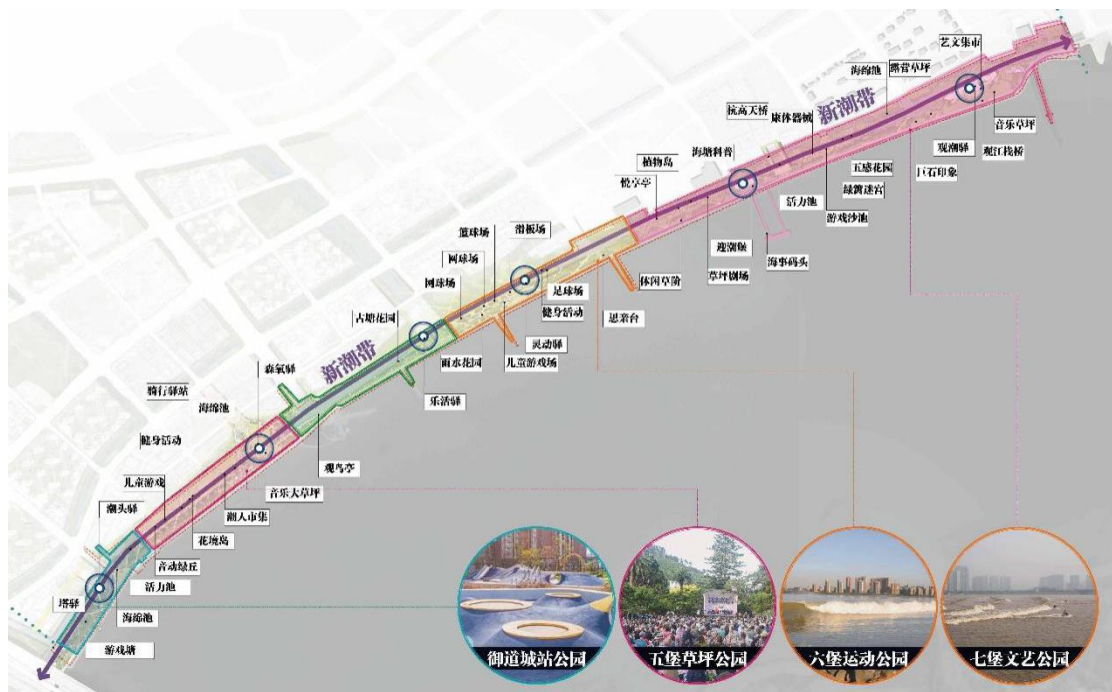 艺文集市
海绵池
露营草坪
杭高天桥
康体器械
新潮带
音乐草坪
观潮驿
观江栈桥
海塘科普
植物岛
悦享亭
五感花园
巨石印象
绿篱迷宫
活力池
游戏沙池
篮球场
滑板场
网球场
网球场
迎潮堡
海事码头
休闲草阶
草坪剧场
足球场
健身活动
思亲台
古塘花园
雨水花园
灵动驿
儿童游戏场
新潮带
森氧驿
乐活驿
骑行驿站
海绵池
健身活动
观鸟亭
儿童游戏
音乐大草坪
潮头驿
潮人市集
花境岛
音动绿丘
活力池
塔驿
海绵池
游戏塘
御道城站公园
五堡草坪公园
六堡运动公园
七堡文艺公园